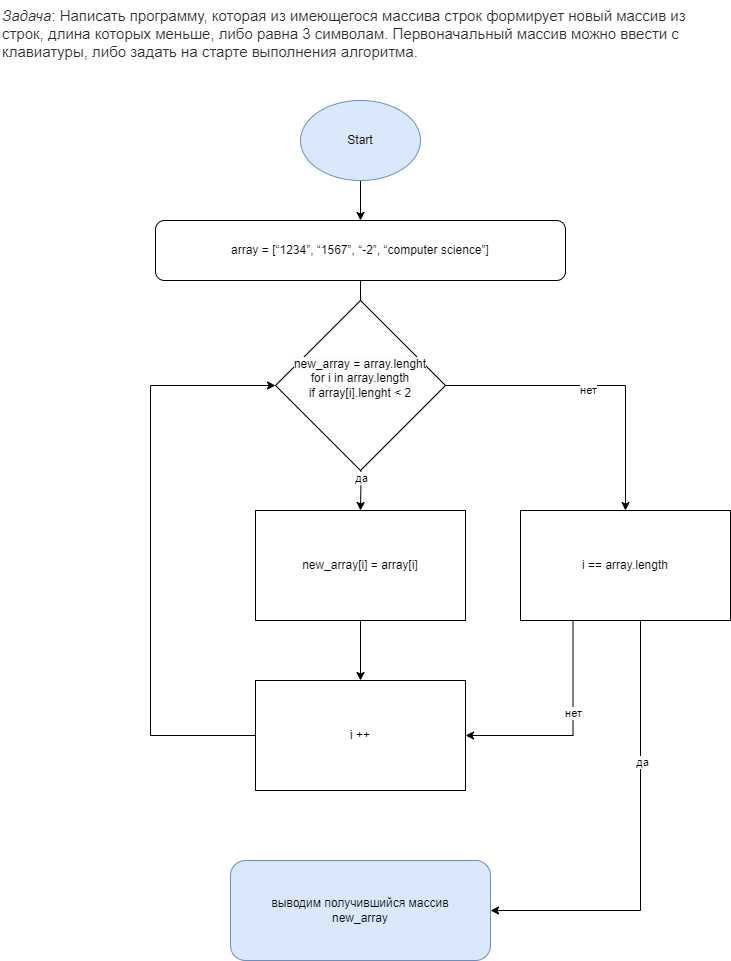 Задача: Написать программу, которая из имеющегося массива строк формирует новый массив из
строк, длина которых меньше, либо равна 3 символам. Первоначальный массив можно ввести с
клавиатуры, либо задать на старте выполнения алгоритма.
Start
array = [“1234”, “1567”, “-2”, “computer science”]
new_array = array.lenght
for i in array.length
if array[i].lenght < 2
нет
да
new_array[i] = array[i]
i == array.length
нет
i ++
да
выводим получившийся массив
new_array